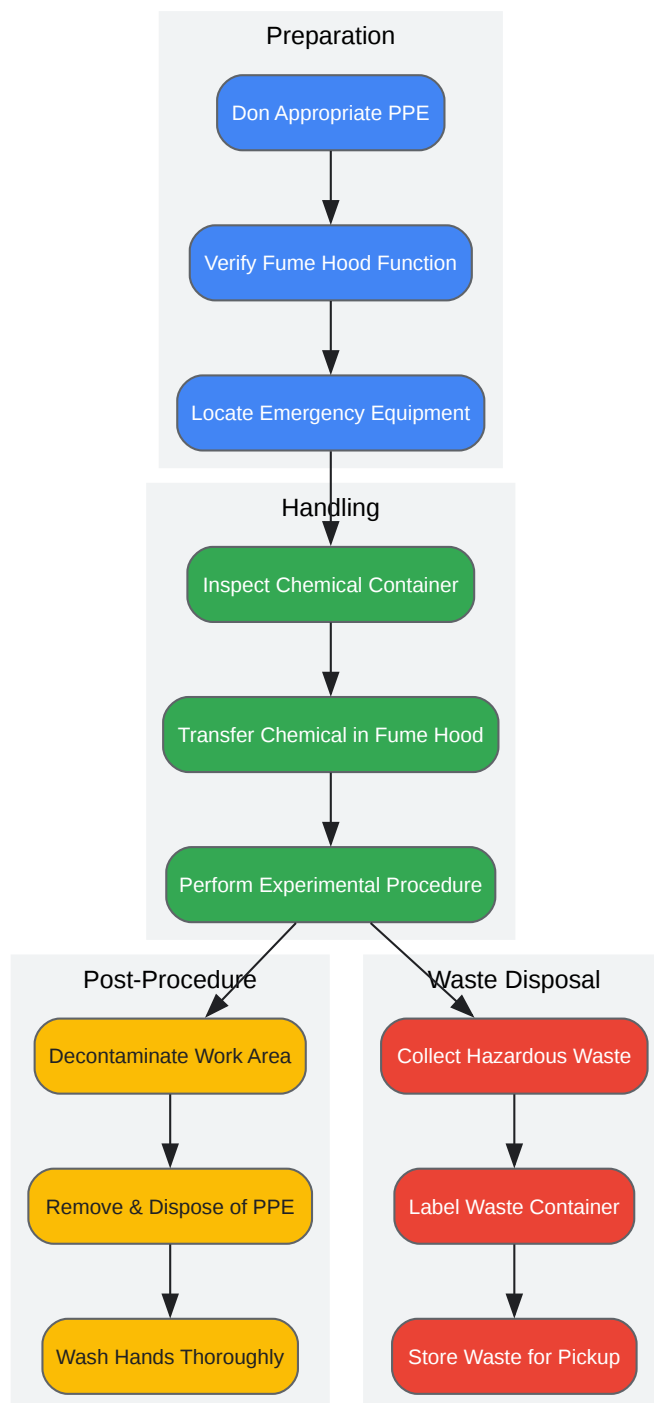 Preparation
Don Appropriate PPE
Verify Fume Hood Function
Locate Emergency Equipment
Handling
Inspect Chemical Container
Transfer Chemical in Fume Hood
Perform Experimental Procedure
Post-Procedure
Decontaminate Work Area
Remove & Dispose of PPE
Wash Hands Thoroughly
Waste Disposal
Collect Hazardous Waste
Label Waste Container
Store Waste for Pickup